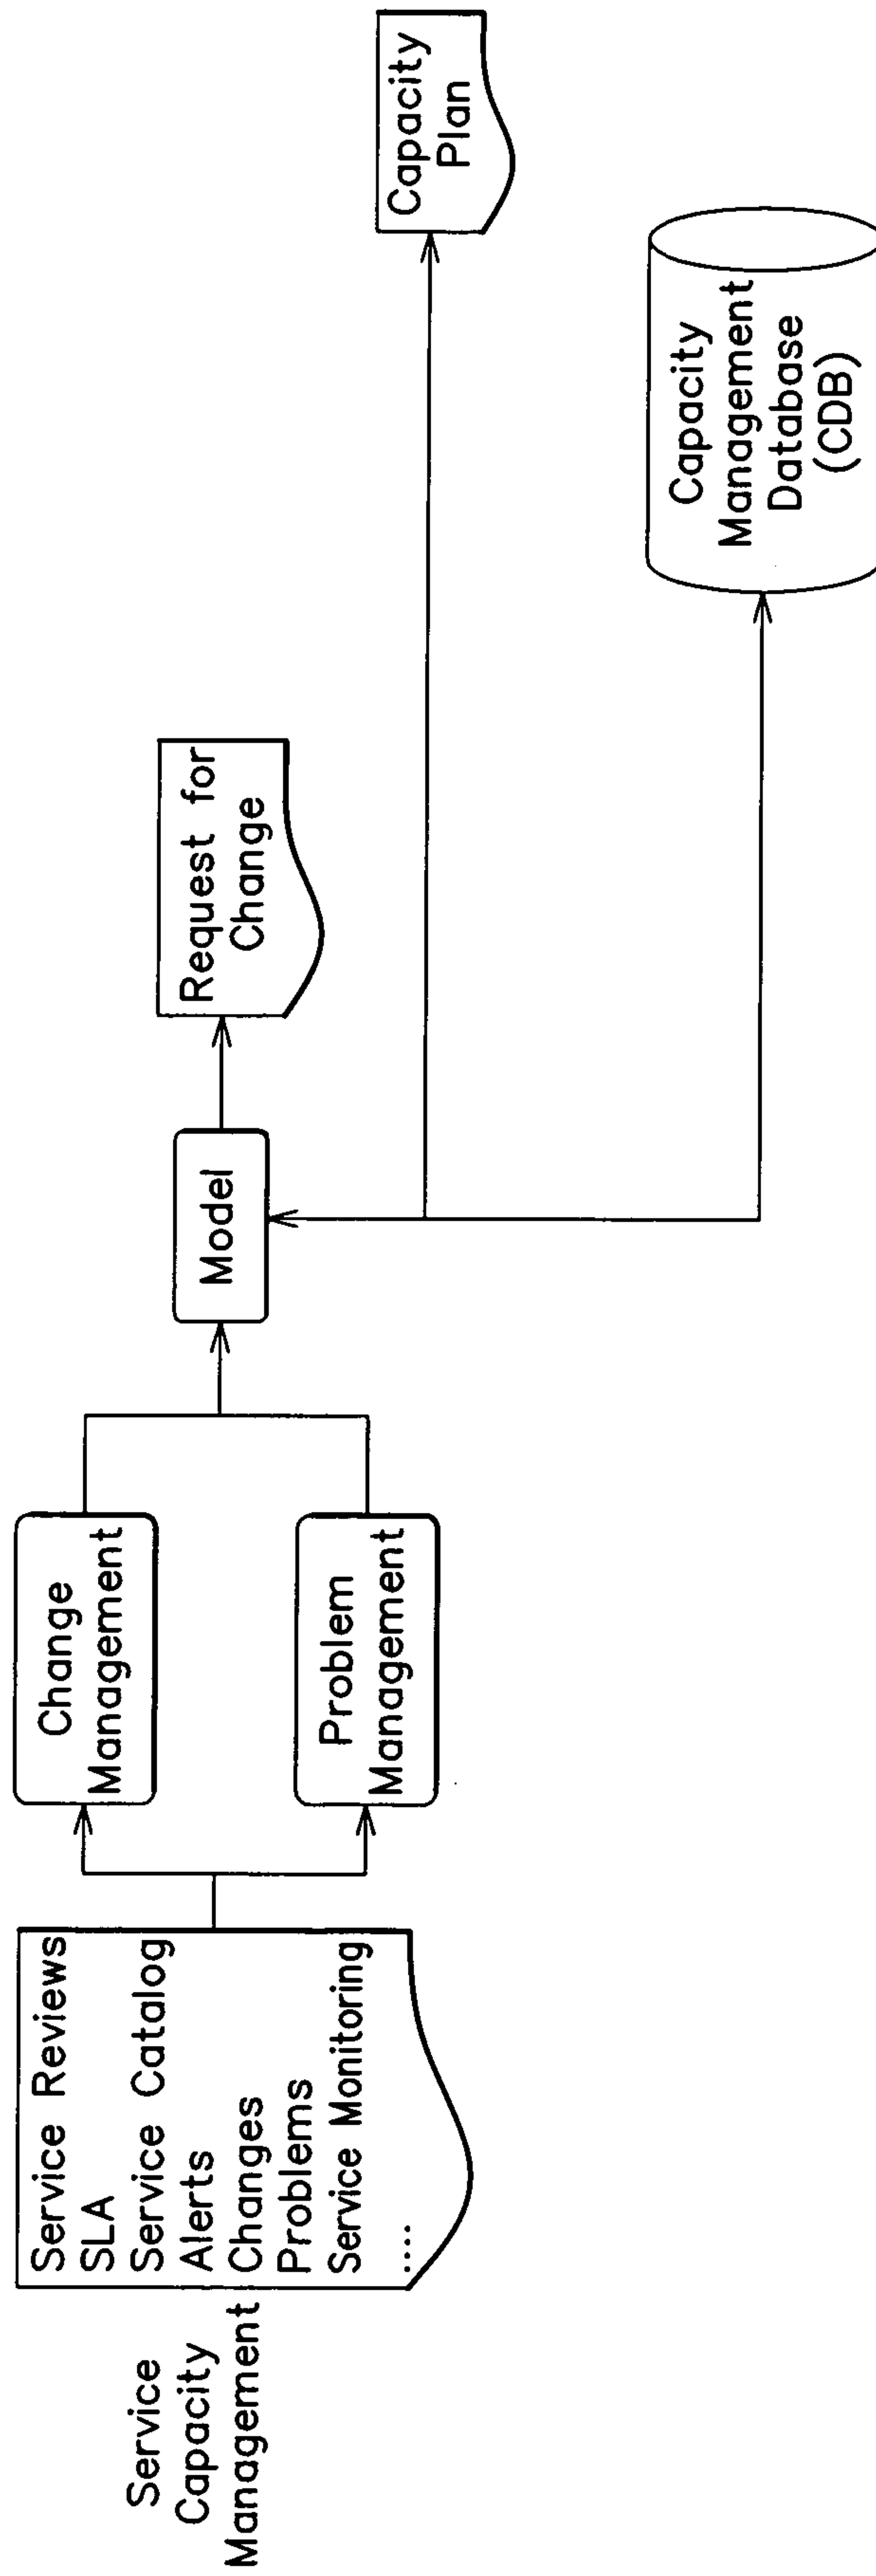 Service
Capacity
Management
Service Reviews
SLA
Service Catalog
Alerts
Changes
Problems
Service Monitoring
....
Change
Management
Problem
Management
Model
Request for
Change
Capacity
Plan
Capacity
Management
Database
(CDB)